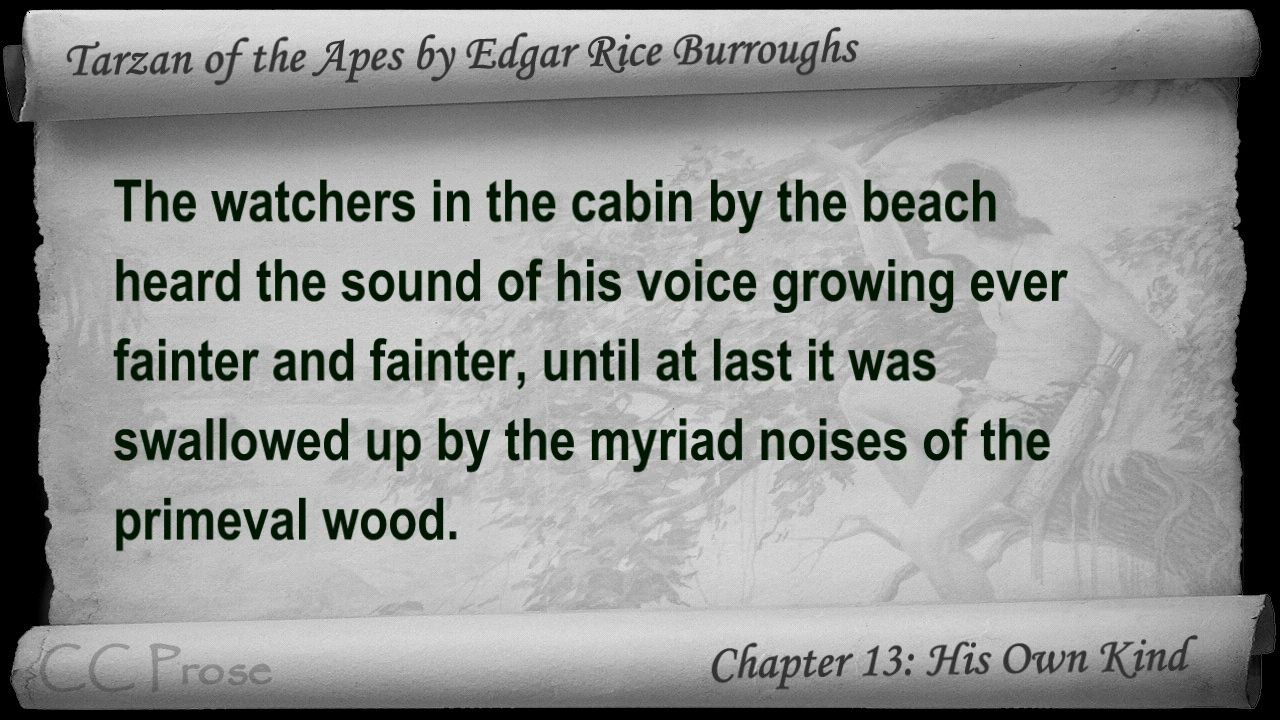 Tarzan of the Apes by Edgar Rice Burroughs
The watchers in the cabin by the beach
heard the sound of his voice growing ever
fainter and fainter, until at last it was
swallowed up by the myriad noises of the
primeval wood.
CC Prose
Chapter 13: His Own Kind